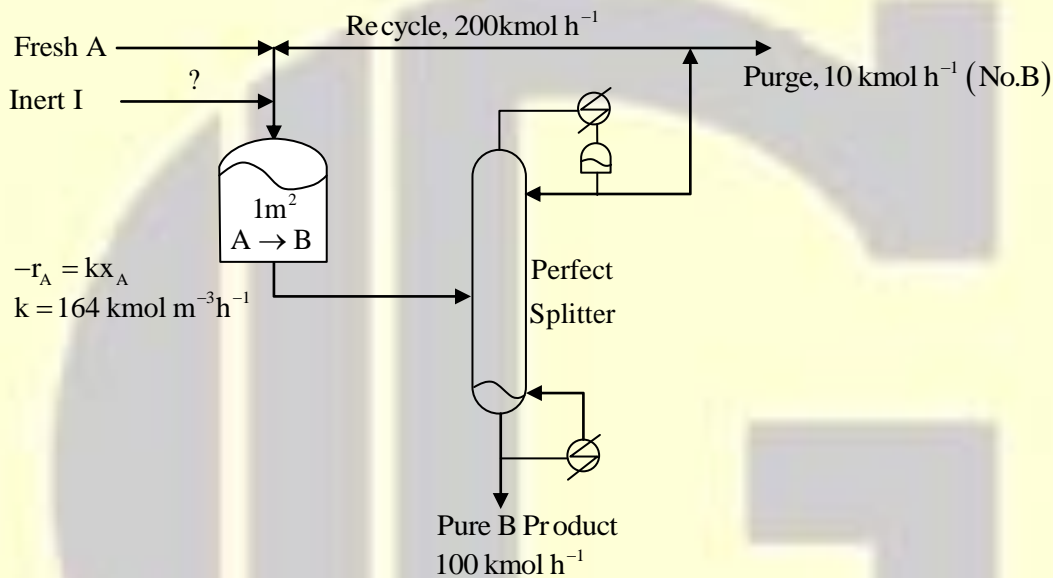 Recycle, 200kmol h⁻¹
Fresh A
?
Inert I
Purge, 10 kmol h⁻¹ (No.B)
1m²
A → B
−r_A = kx_A
k = 164 kmol m⁻³h⁻¹
Perfect
Splitter
Pure B Product
100 kmol h⁻¹